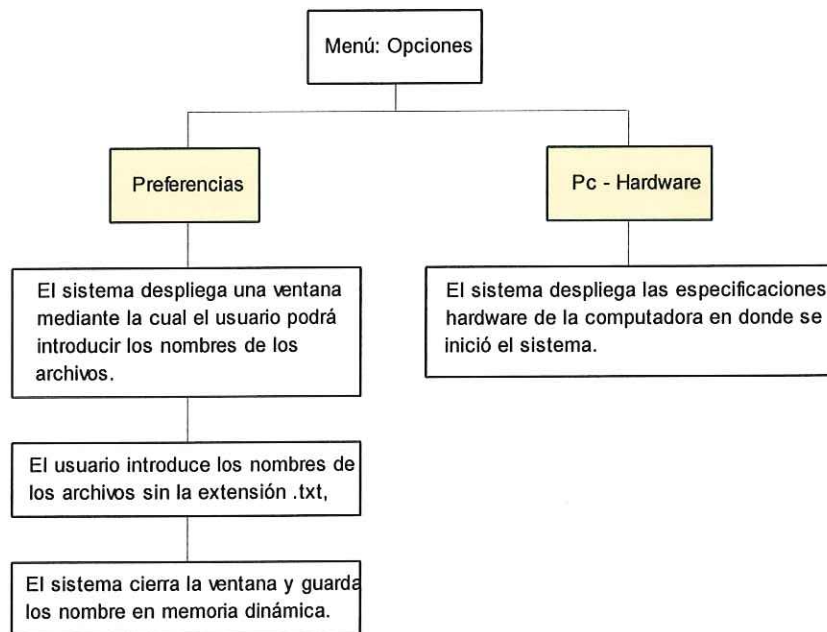 Menú: Opciones
Preferencias
Pc - Hardware
El sistema despliega una ventana
mediante la cual el usuario podrá
introducir los nombres de los
archivos.
El sistema despliega las especificaciones
hardware de la computadora en donde se
inició el sistema.
El usuario introduce los nombres de
los archivos sin la extensión .txt,
El sistema cierra la ventana y guarda
los nombre en memoria dinámica.